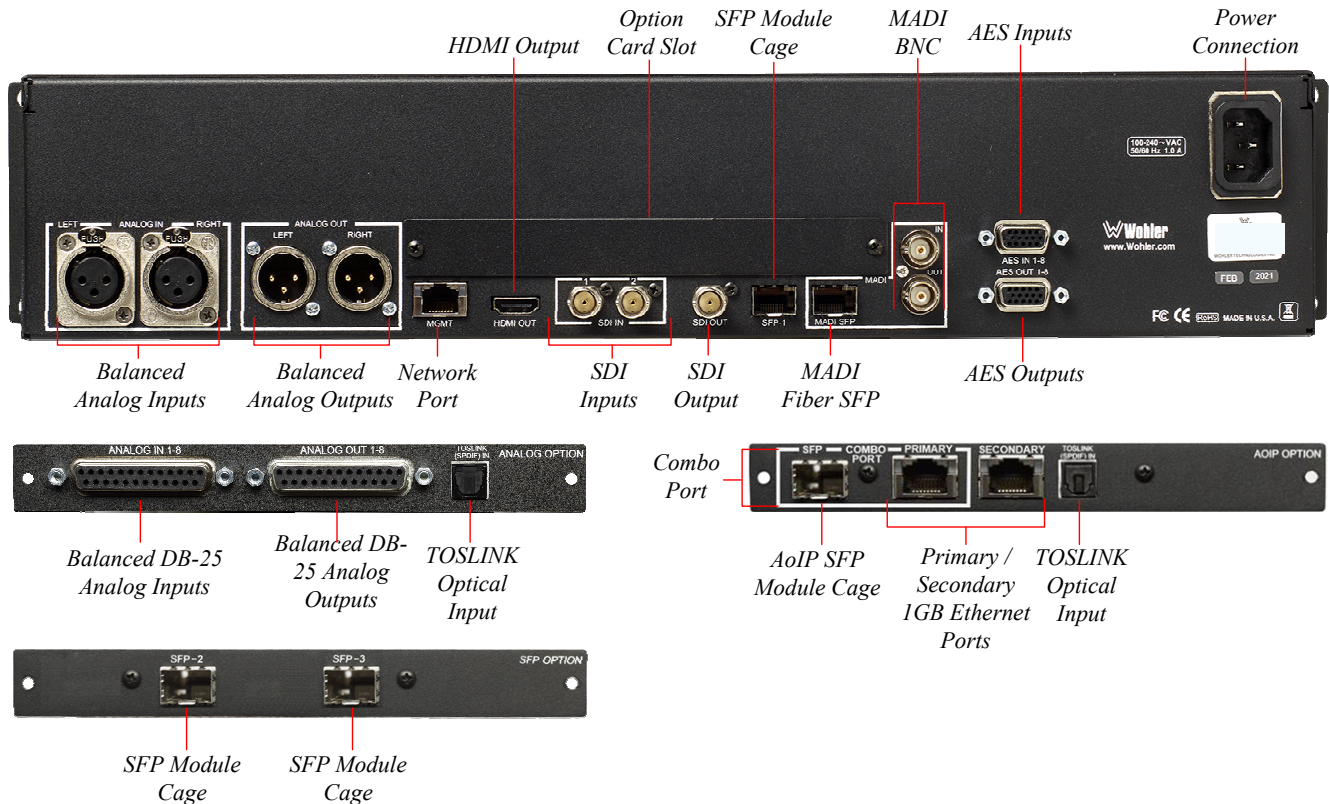 HDMI Output
Option
Card Slot
SFP Module
Cage
MADI
BNC
AES Inputs
Power
Connection
100-240~VAC
50/60 Hz 1.0 A
LEFT
ANALOG IN
RIGHT
PUSH
PUSH
ANALOG OUT
LEFT
RIGHT
MGMT
HDMI OUT
1
2
SDI IN
SDI OUT
SFP-1
MADI SFP
MADI
IN
OUT
AES IN 1-8
AES OUT 1-8
Wohler
www.Wohler.com
FEB
2021
FC CE RoHS MADE IN U.S.A.
Balanced
Analog Inputs
Balanced
Analog Outputs
Network
Port
SDI
Inputs
SDI
Output
MADI
Fiber SFP
AES Outputs
ANALOG IN 1-8
ANALOG OUT 1-8
TOSLINK
(SPDIF) IN
ANALOG OPTION
Balanced DB-25
Analog Inputs
Balanced DB-
25 Analog
Outputs
TOSLINK
Optical
Input
Combo
Port
SFP
COMBO
PORT
PRIMARY
SECONDARY
TOSLINK
(SPDIF) IN
AOIP OPTION
AoIP SFP
Module Cage
Primary /
Secondary
1GB Ethernet
Ports
TOSLINK
Optical
Input
SFP-2
SFP-3
SFP OPTION
SFP Module
Cage
SFP Module
Cage